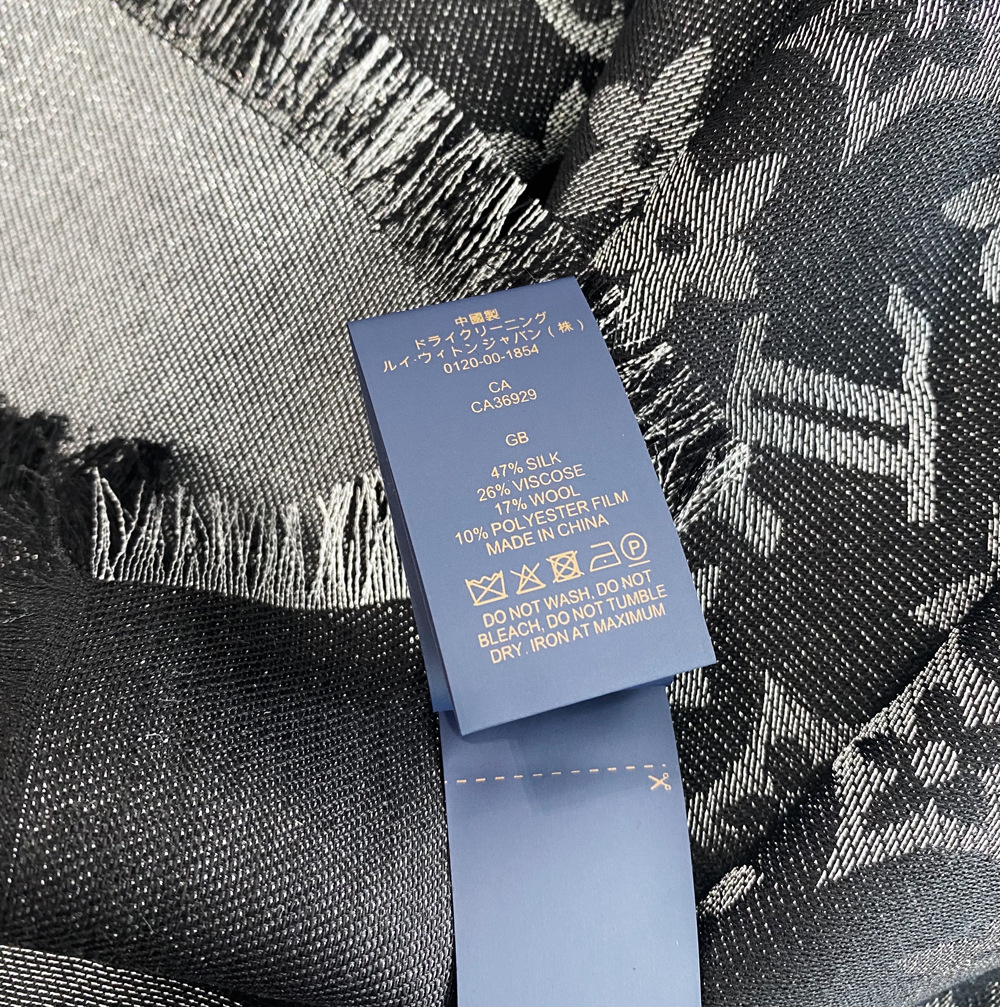 中國製
ドライクリーニング
ルイ·ヴィトンジャパン(株)
0120-00-1854
CA
CA36929
GB
47% SILK
26% VISCOSE
17% WOOL
10% POLYESTER FILM
MADE IN CHINA
P
DO NOT WASH, DO NOT
BLEACH, DO NOT TUMBLE
DRY, IRON AT MAXIMUM